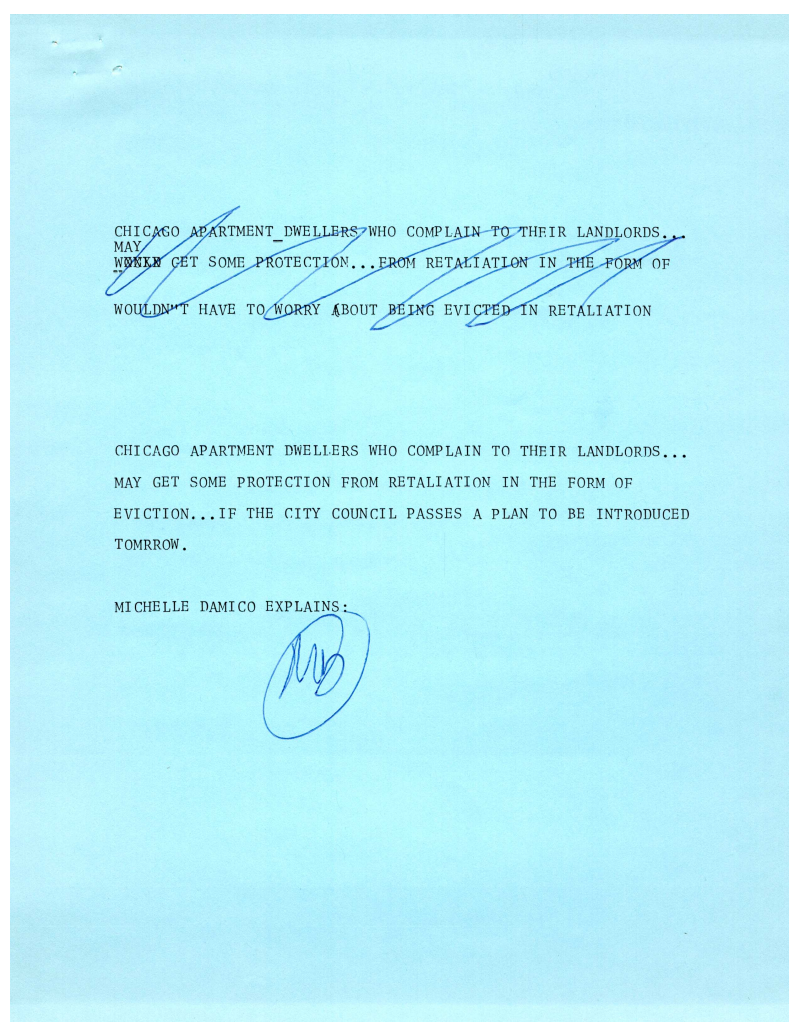 CHICAGO APARTMENT_DWELLERS WHO COMPLAIN TO THEIR LANDLORDS...
MAY
GET SOME PROTECTION...FROM RETALIATION IN THE FORM OF
WOULDN"T HAVE TO WORRY ABOUT BEING EVICTED IN RETALIATION
CHICAGO APARTMENT DWELLERS WHO COMPLAIN TO THEIR LANDLORDS...
MAY GET SOME PROTECTION FROM RETALIATION IN THE FORM OF
EVICTION...IF THE CITY COUNCIL PASSES A PLAN TO BE INTRODUCED
TOMRROW.
MICHELLE DAMICO EXPLAINS:
MD